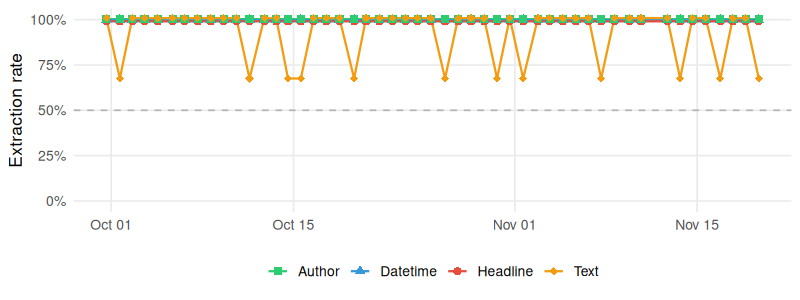 100%
75%
50%
25%
0%
Extraction rate
Oct 01 Oct 15 Nov 01 Nov 15
Author Datetime Headline Text